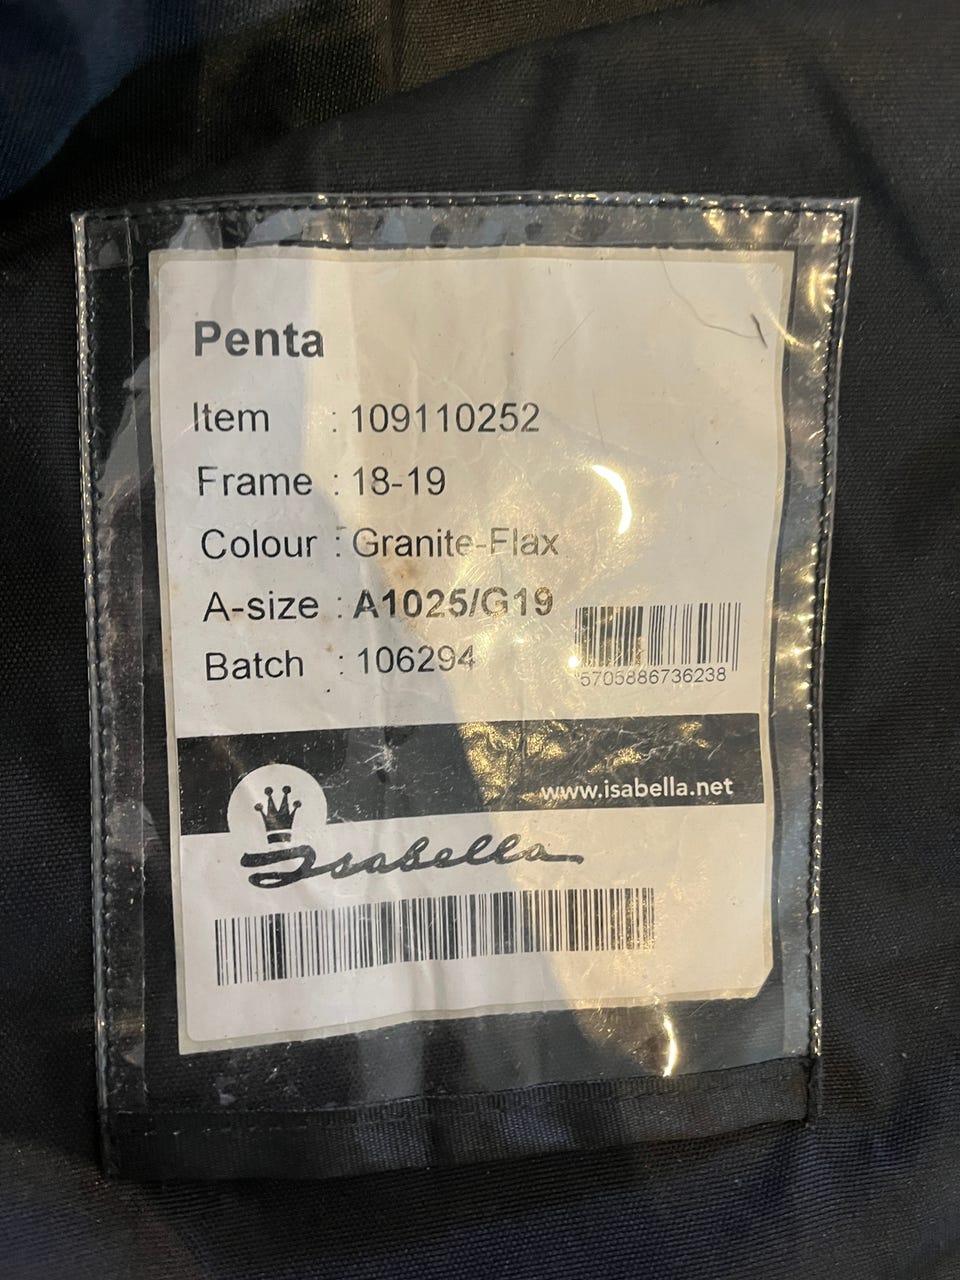 Penta
Item : 109110252
Frame : 18-19
Colour : Granite-Flax
A-size : A1025/G19
Batch : 106294
5705886736238
www.isabella.net
Isabella